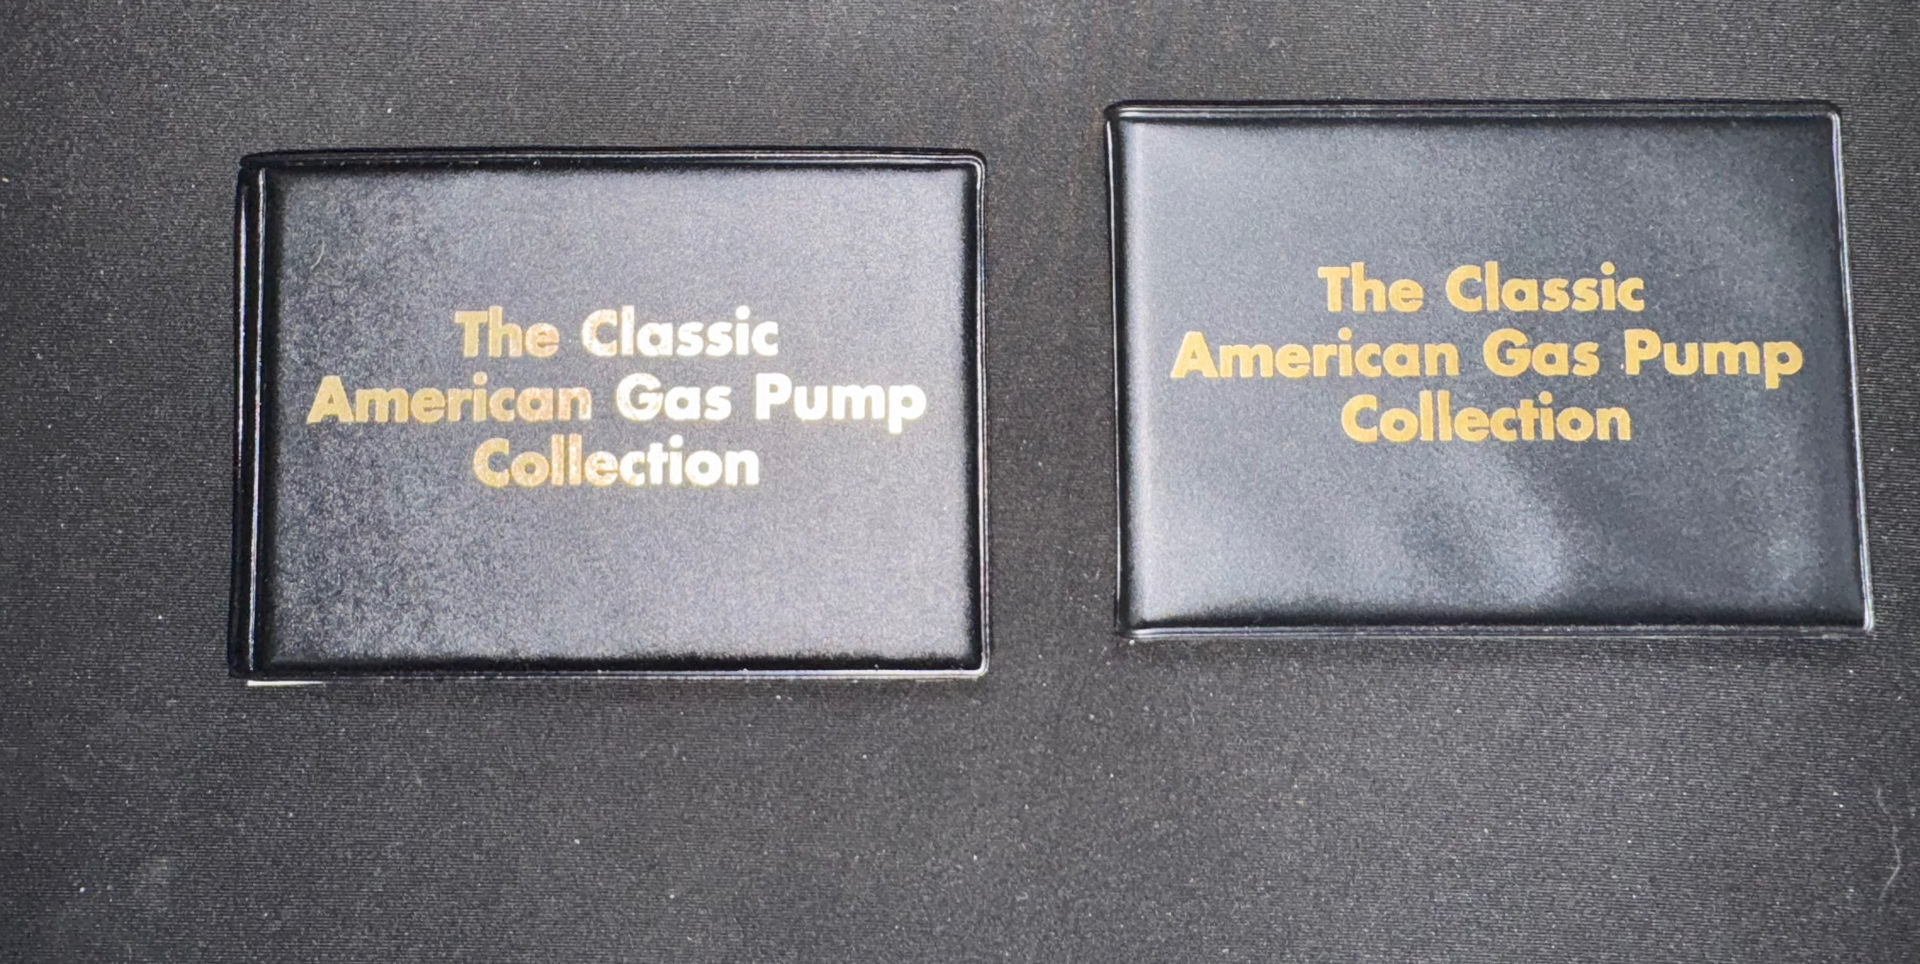 The Classic
American Gas Pump
Collection
The Classic
American Gas Pump
Collection